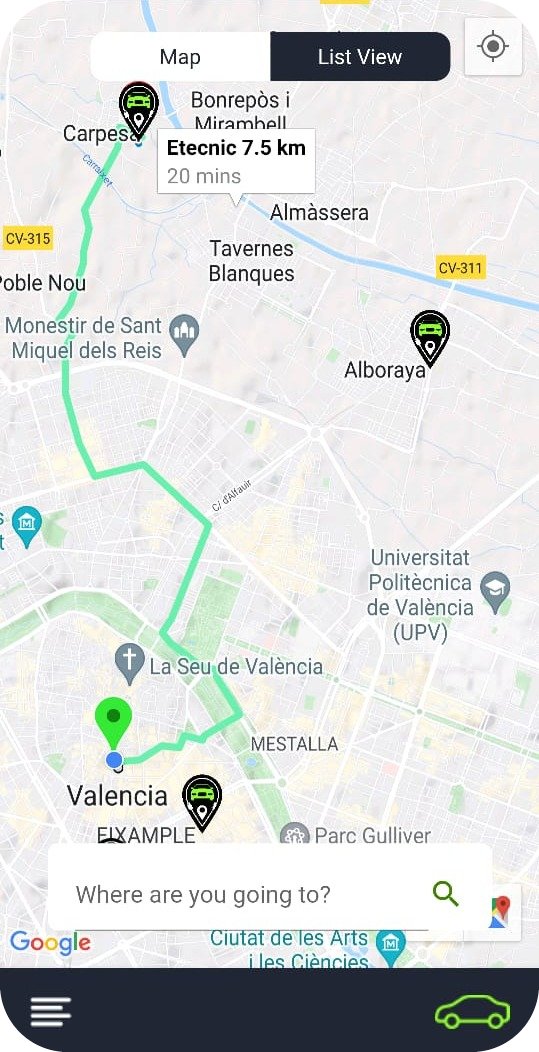 Map
List View
Bonrepòs i
Mirambell
Carpesa
Etecnic 7.5 km
20 mins
Carraixet
Almàssera
CV-315
Tavernes
Blanques
CV-311
Poble Nou
Monestir de Sant
Miquel dels Reis
Alboraya
C/ d'Alfauir
s
t
Universitat
Politècnica
de València
(UPV)
La Seu de València
MESTALLA
Valencia
EIXAMPLE
Parc Gulliver
Where are you going to?
Google
Ciutat de les Arts
i les Ciències